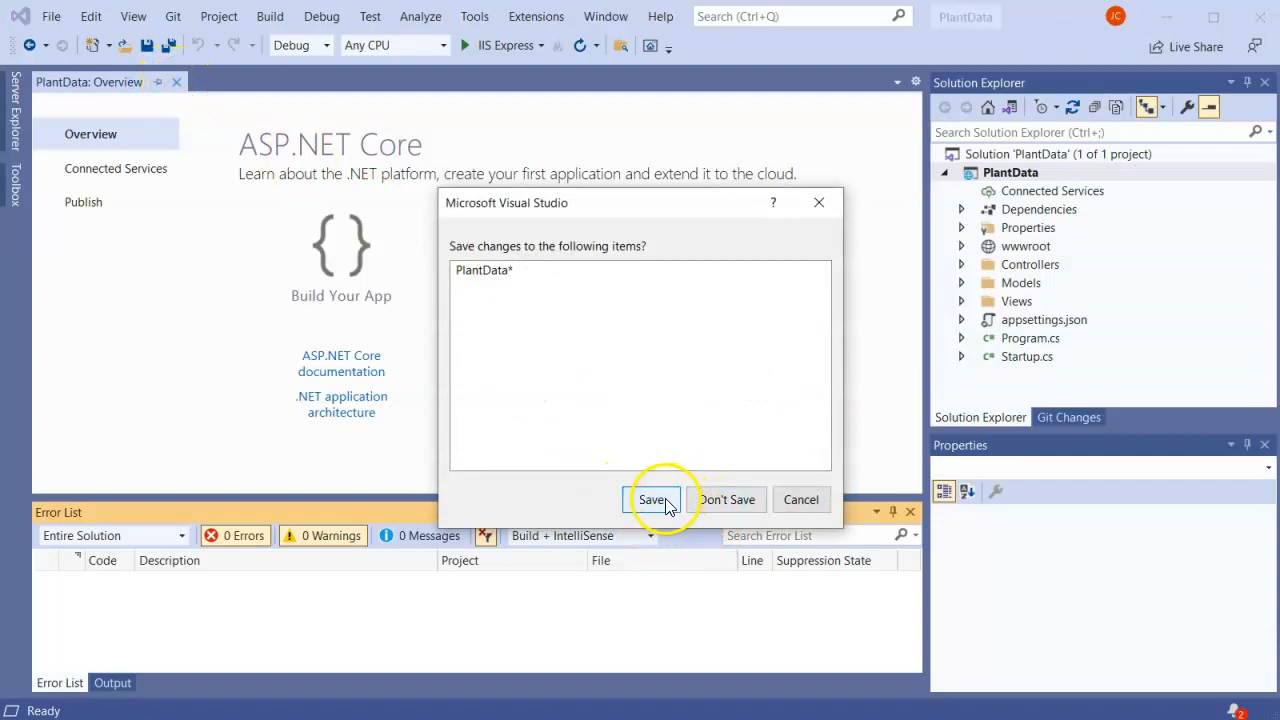 File Edit View Git Project Build Debug Test Analyze Tools Extensions Window Help Search (Ctrl+Q) PlantData JC
Debug Any CPU IIS Express Live Share
Server Explorer
Toolbox
PlantData: Overview
Overview
Connected Services
Publish
ASP.NET Core
Learn about the .NET platform, create your first application and extend it to the cloud.
{ }
Build Your App
ASP.NET Core
documentation
.NET application
architecture
Microsoft Visual Studio ?
Save changes to the following items?
PlantData*
Save Don't Save Cancel
Solution Explorer
Search Solution Explorer (Ctrl+;)
Solution 'PlantData' (1 of 1 project)
PlantData
Connected Services
Dependencies
Properties
wwwroot
Controllers
Models
Views
appsettings.json
C# Program.cs
C# Startup.cs
Solution Explorer Git Changes
Properties
Error List
Entire Solution 0 Errors 0 Warnings 0 Messages Build + IntelliSense Search Error List
Code Description Project File Line Suppression State
Error List Output
Ready 2